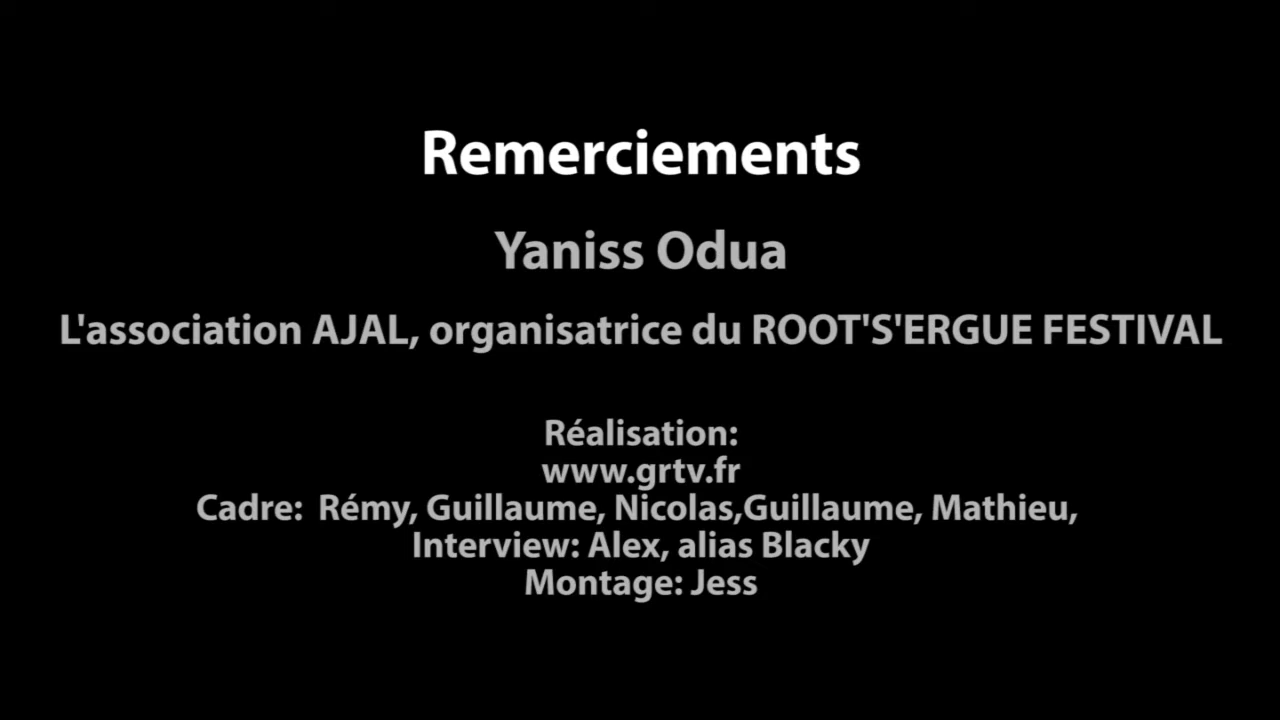 Remerciements
Yaniss Odua
L'association AJAL, organisatrice du ROOT'S'ERGUE FESTIVAL
Réalisation:
www.grtv.fr
Cadre:  Rémy, Guillaume, Nicolas,Guillaume, Mathieu,
Interview: Alex, alias Blacky
Montage: Jess